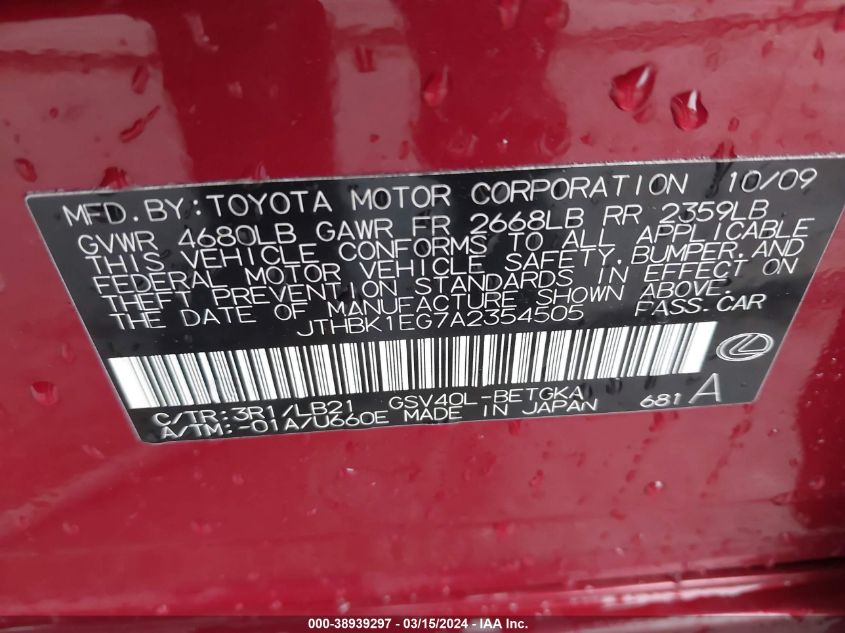 MFD. BY: TOYOTA MOTOR CORPORATION 10/09
GVWR 4680LB GAWR FR 2668LB RR 2359LB
THIS VEHICLE CONFORMS TO ALL APPLICABLE
FEDERAL MOTOR VEHICLE SAFETY, BUMPER, AND
THEFT PREVENTION STANDARDS IN EFFECT ON
THE DATE OF MANUFACTURE SHOWN ABOVE.
JTHBK1EG7A2354505 PASS.CAR
C/TR: 3R1/LB21 GSV40L-BETGKA 681 A
A/TM: -01A/U660E MADE IN JAPAN
000-38939297 - 03/15/2024 - IAA Inc.